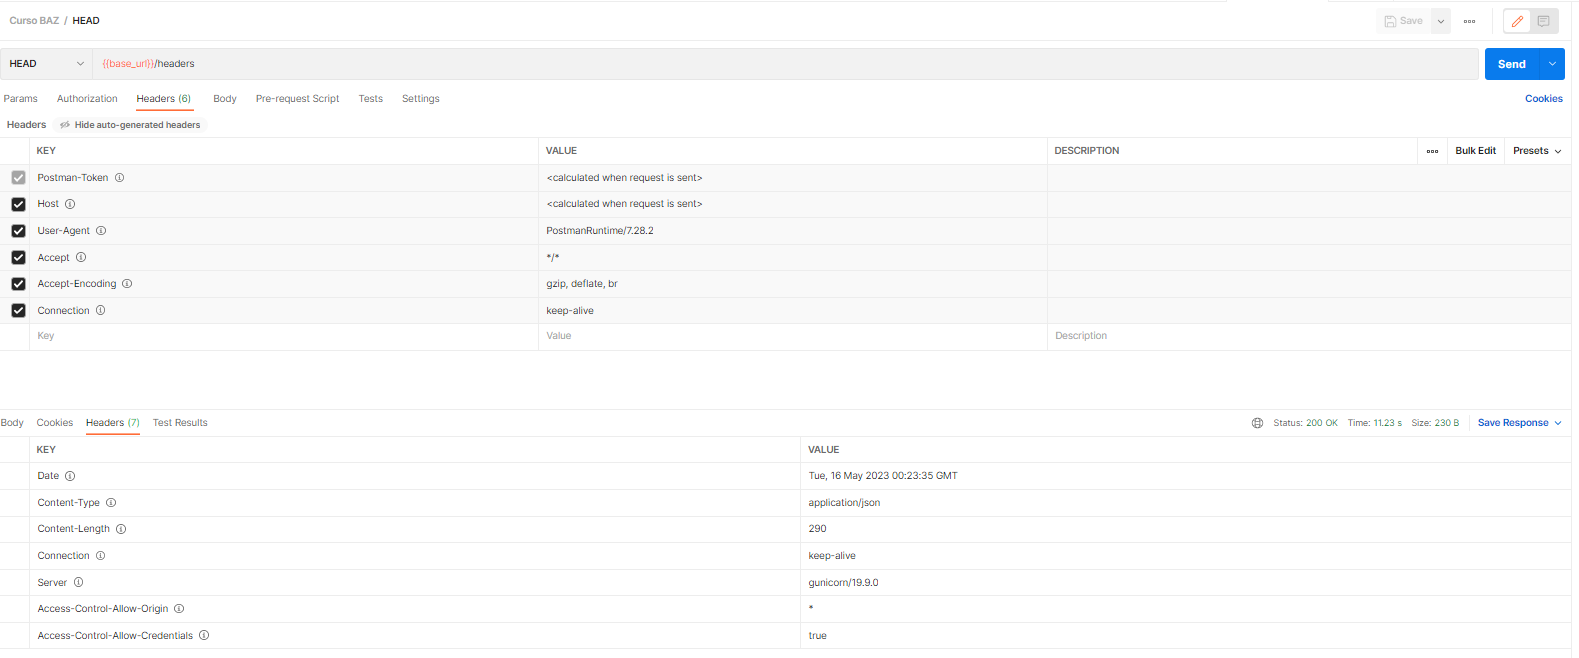 Curso BAZ / HEAD
Save
HEAD {{base_url}}/headers Send
Params Authorization Headers (6) Body Pre-request Script Tests Settings Cookies
Headers Hide auto-generated headers
KEY VALUE DESCRIPTION Bulk Edit Presets
Postman-Token <calculated when request is sent>
Host <calculated when request is sent>
User-Agent PostmanRuntime/7.28.2
Accept */*
Accept-Encoding gzip, deflate, br
Connection keep-alive
Key Value Description
Body Cookies Headers (7) Test Results Status: 200 OK Time: 11.23 s Size: 230 B Save Response
KEY VALUE
Date Tue, 16 May 2023 00:23:35 GMT
Content-Type application/json
Content-Length 290
Connection keep-alive
Server gunicorn/19.9.0
Access-Control-Allow-Origin *
Access-Control-Allow-Credentials true